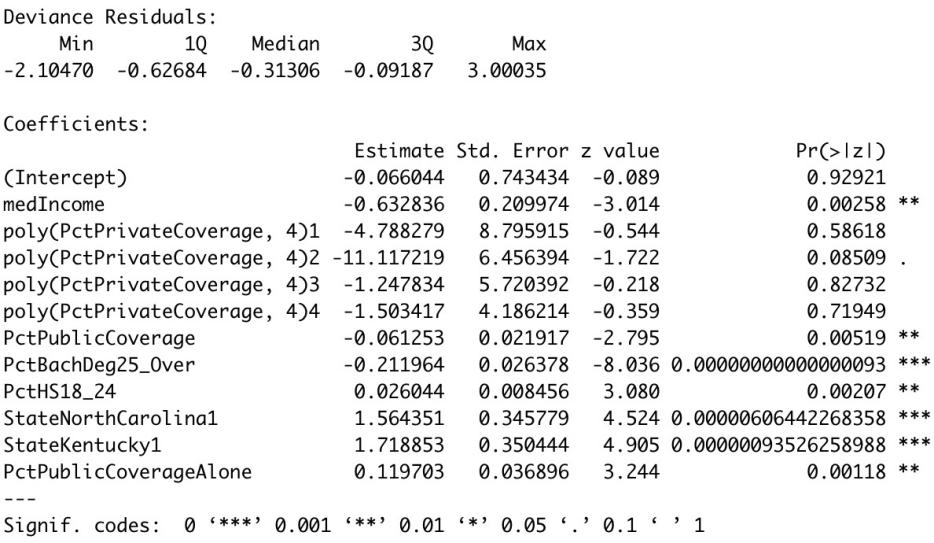 Deviance Residuals:
     Min        1Q    Median        3Q       Max
-2.10470  -0.62684  -0.31306  -0.09187   3.00035

Coefficients:
                              Estimate Std. Error z value             Pr(>|z|)
(Intercept)                  -0.066044   0.743434  -0.089              0.92921
medIncome                    -0.632836   0.209974  -3.014              0.00258 **
poly(PctPrivateCoverage, 4)1 -4.788279   8.795915  -0.544              0.58618
poly(PctPrivateCoverage, 4)2 -11.117219   6.456394  -1.722              0.08509 .
poly(PctPrivateCoverage, 4)3 -1.247834   5.720392  -0.218              0.82732
poly(PctPrivateCoverage, 4)4 -1.503417   4.186214  -0.359              0.71949
PctPublicCoverage            -0.061253   0.021917  -2.795              0.00519 **
PctBachDeg25_Over            -0.211964   0.026378  -8.036 0.00000000000000093 ***
PctHS18_24                    0.026044   0.008456   3.080              0.00207 **
StateNorthCarolina1           1.564351   0.345779   4.524 0.00000606442268358 ***
StateKentucky1                1.718853   0.350444   4.905 0.00000093526258988 ***
PctPublicCoverageAlone        0.119703   0.036896   3.244              0.00118 **
---
Signif. codes:  0 ‘***’ 0.001 ‘**’ 0.01 ‘*’ 0.05 ‘.’ 0.1 ‘ ’ 1